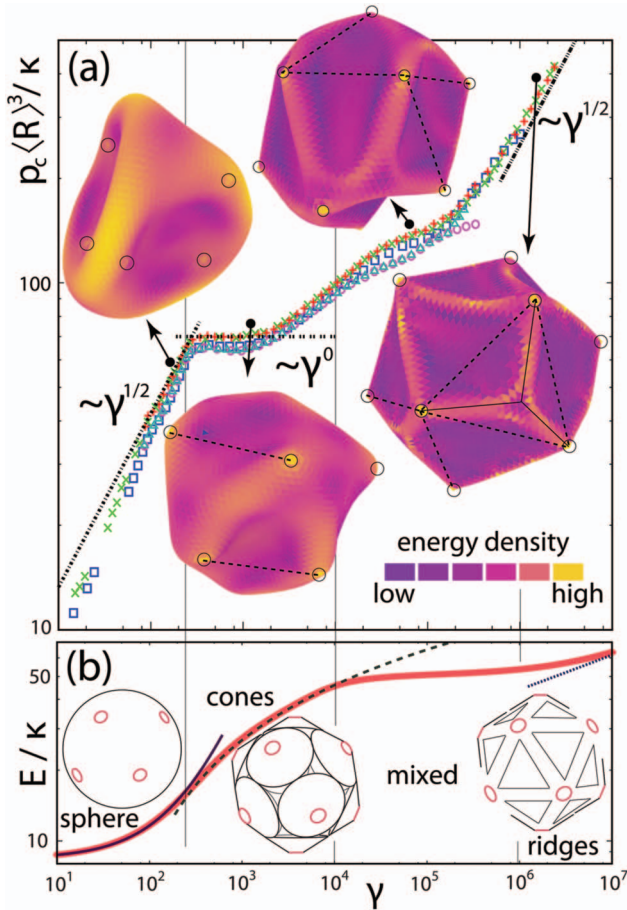 (a)
p_c⟨R⟩³/κ
100
10
~γ^{1/2}
~γ^0
~γ^{1/2}
energy density
low high
(b)
E/κ
50
10
sphere
cones
mixed
ridges
10^1 10^2 10^3 10^4 10^5 10^6 10^7
γ